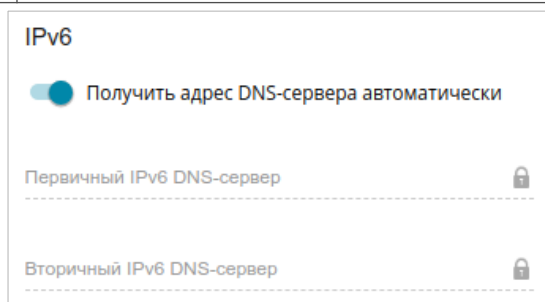 IPv6
Получить адрес DNS-сервера автоматически
Первичный IPv6 DNS-сервер
Вторичный IPv6 DNS-сервер